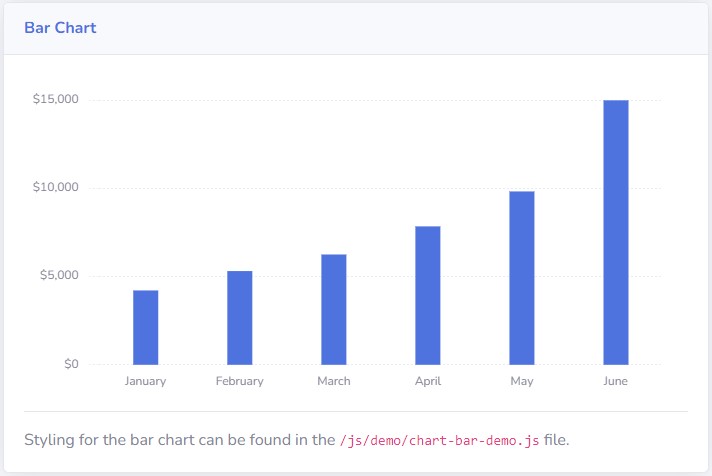 Bar Chart
$15,000
$10,000
$5,000
$0
January February March April May June
Styling for the bar chart can be found in the /js/demo/chart-bar-demo.js file.